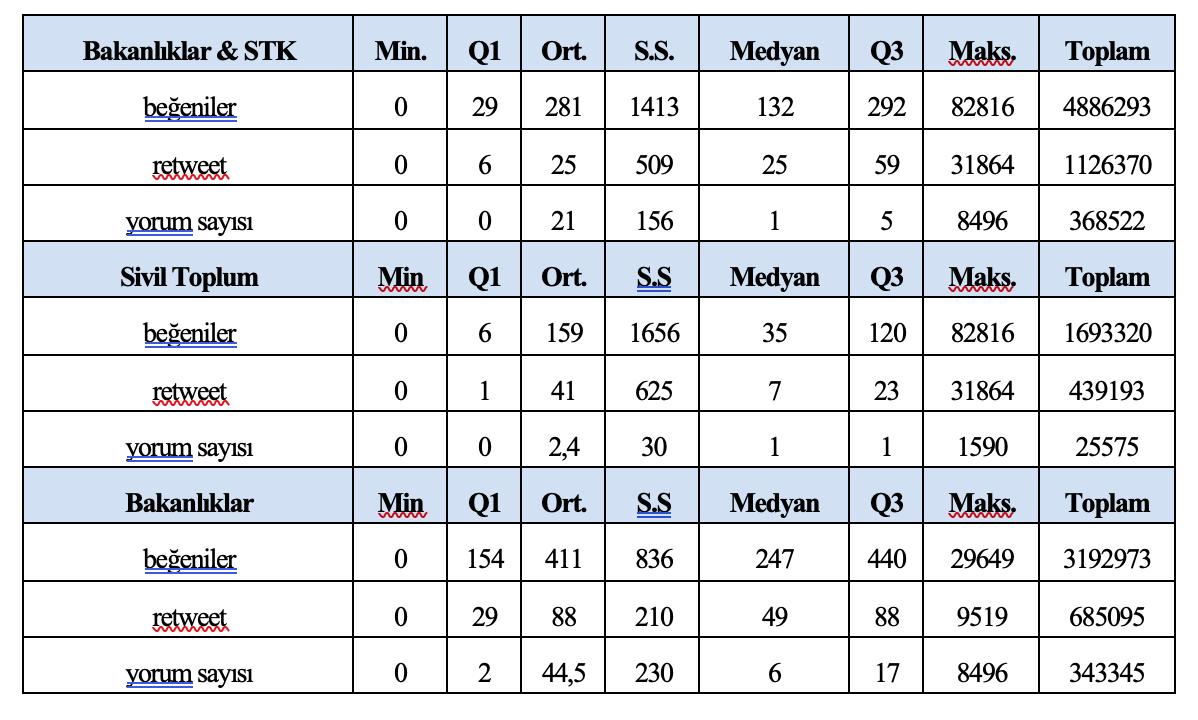 Bakanlıklar & STK Min. Q1 Ort. S.S. Medyan Q3 Maks. Toplam
beğeniler 0 29 281 1413 132 292 82816 4886293
retweet 0 6 25 509 25 59 31864 1126370
yorum sayısı 0 0 21 156 1 5 8496 368522
Sivil Toplum Min Q1 Ort. S.S Medyan Q3 Maks. Toplam
beğeniler 0 6 159 1656 35 120 82816 1693320
retweet 0 1 41 625 7 23 31864 439193
yorum sayısı 0 0 2,4 30 1 1 1590 25575
Bakanlıklar Min Q1 Ort. S.S Medyan Q3 Maks. Toplam
beğeniler 0 154 411 836 247 440 29649 3192973
retweet 0 29 88 210 49 88 9519 685095
yorum sayısı 0 2 44,5 230 6 17 8496 343345